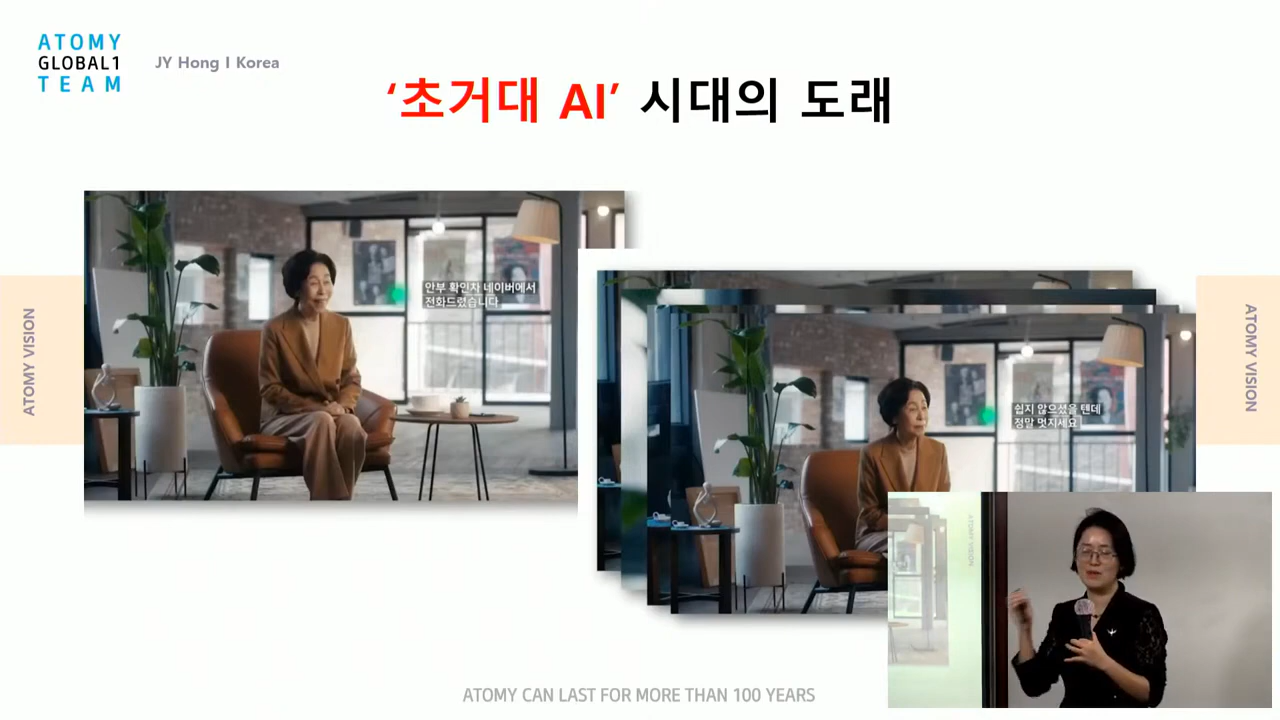 ATOMY
GLOBAL1
TEAM
JY Hong I Korea
‘초거대 AI’ 시대의 도래
안부 확인차 네이버에서
전화드렸습니다
쉽지 않으셨을 텐데
정말 멋지세요
ATOMY VISION
ATOMY VISION
ATOMY VISION
ATOMY CAN LAST FOR MORE THAN 100 YEARS